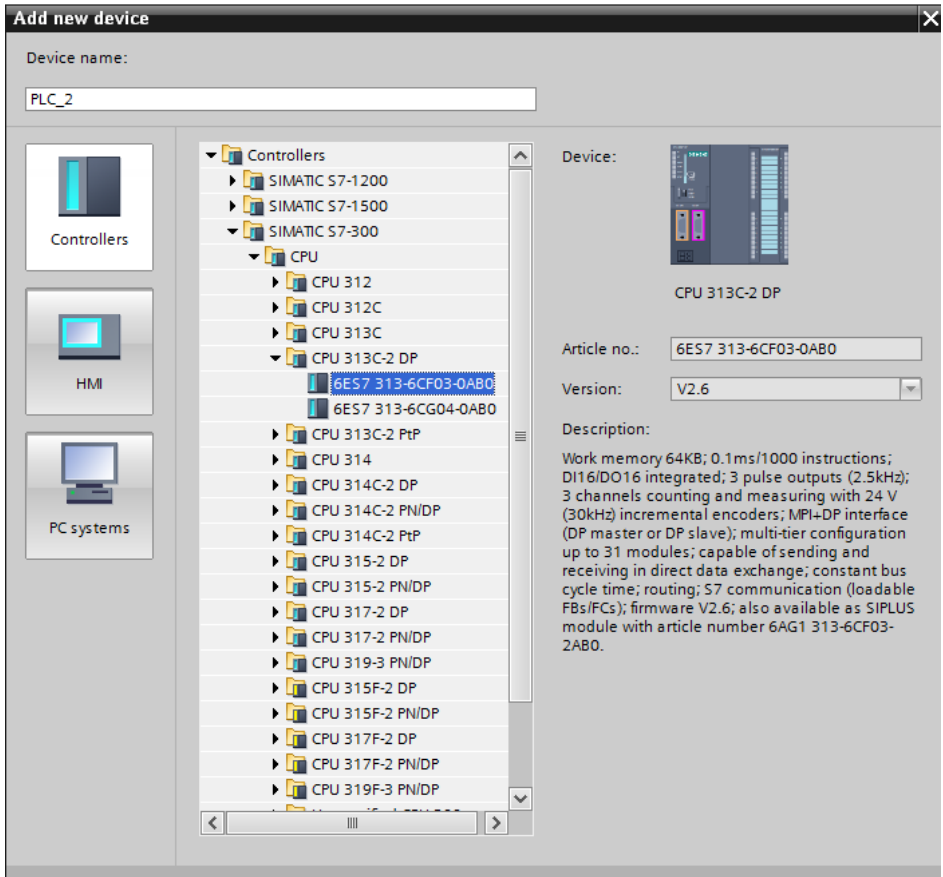 Add new device
Device name:
PLC_2
Controllers
HMI
PC systems
Controllers
SIMATIC S7-1200
SIMATIC S7-1500
SIMATIC S7-300
CPU
CPU 312
CPU 312C
CPU 313C
CPU 313C-2 DP
6ES7 313-6CF03-0AB0
6ES7 313-6CG04-0AB0
CPU 313C-2 PtP
CPU 314
CPU 314C-2 DP
CPU 314C-2 PN/DP
CPU 314C-2 PtP
CPU 315-2 DP
CPU 315-2 PN/DP
CPU 317-2 DP
CPU 317-2 PN/DP
CPU 319-3 PN/DP
CPU 315F-2 DP
CPU 315F-2 PN/DP
CPU 317F-2 DP
CPU 317F-2 PN/DP
CPU 319F-3 PN/DP
Device:
CPU 313C-2 DP
Article no.:
6ES7 313-6CF03-0AB0
Version:
V2.6
Description:
Work memory 64KB; 0.1ms/1000 instructions;
DI16/DO16 integrated; 3 pulse outputs (2.5kHz);
3 channels counting and measuring with 24 V
(30kHz) incremental encoders; MPI+DP interface
(DP master or DP slave); multi-tier configuration
up to 31 modules; capable of sending and
receiving in direct data exchange; constant bus
cycle time; routing; S7 communication (loadable
FBs/FCs); firmware V2.6; also available as SIPLUS
module with article number 6AG1 313-6CF03-
2AB0.